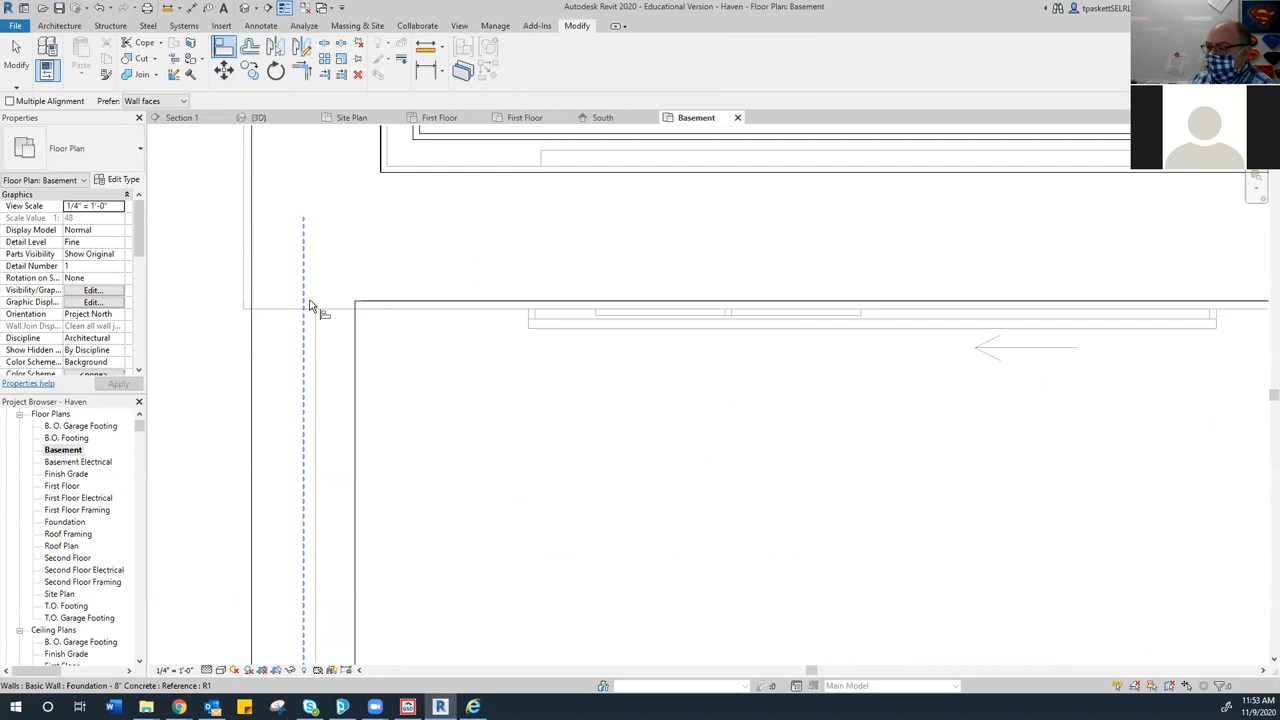 Autodesk Revit 2020 - Educational Version - Haven - Floor Plan: Basement
tpaskettSELRL
File Architecture Structure Steel Systems Insert Annotate Analyze Massing & Site Collaborate View Manage Add-Ins Modify
Modify
Paste
Cope
Cut
Join
Multiple Alignment Prefer: Wall faces
Properties
Section 1 {3D} Site Plan First Floor First Floor South Basement
Floor Plan
Floor Plan: Basement Edit Type
Graphics
View Scale 1/4" = 1'-0"
Scale Value 1: 48
Display Model Normal
Detail Level Fine
Parts Visibility Show Original
Detail Number 1
Rotation on S... None
Visibility/Grap... Edit...
Graphic Displ... Edit...
Orientation Project North
Wall Join Disp... Clean all wall j...
Discipline Architectural
Show Hidden ... By Discipline
Color Scheme... Background
Color Scheme... <none>
Properties help Apply
Project Browser - Haven
Floor Plans
B. O. Garage Footing
B.O. Footing
Basement
Basement Electrical
Finish Grade
First Floor
First Floor Electrical
First Floor Framing
Foundation
Roof Framing
Roof Plan
Second Floor
Second Floor Electrical
Second Floor Framing
Site Plan
T.O. Footing
T.O. Garage Footing
Ceiling Plans
B. O. Garage Footing
Finish Grade
1/4" = 1'-0"
Walls : Basic Wall : Foundation - 8" Concrete : Reference : R1
:0
Main Model
:0
11:53 AM
11/9/2020